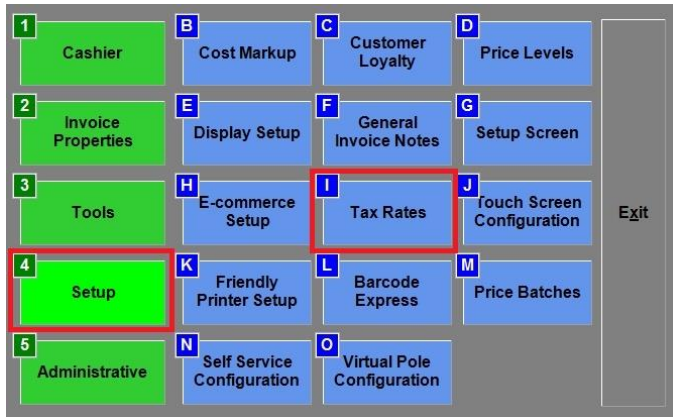 1
Cashier
B
Cost Markup
C
Customer
Loyalty
D
Price Levels
2
Invoice
Properties
E
Display Setup
F
General
Invoice Notes
G
Setup Screen
3
Tools
H
E-commerce
Setup
I
Tax Rates
J
Touch Screen
Configuration
Exit
4
Setup
K
Friendly
Printer Setup
L
Barcode
Express
M
Price Batches
5
Administrative
N
Self Service
Configuration
O
Virtual Pole
Configuration